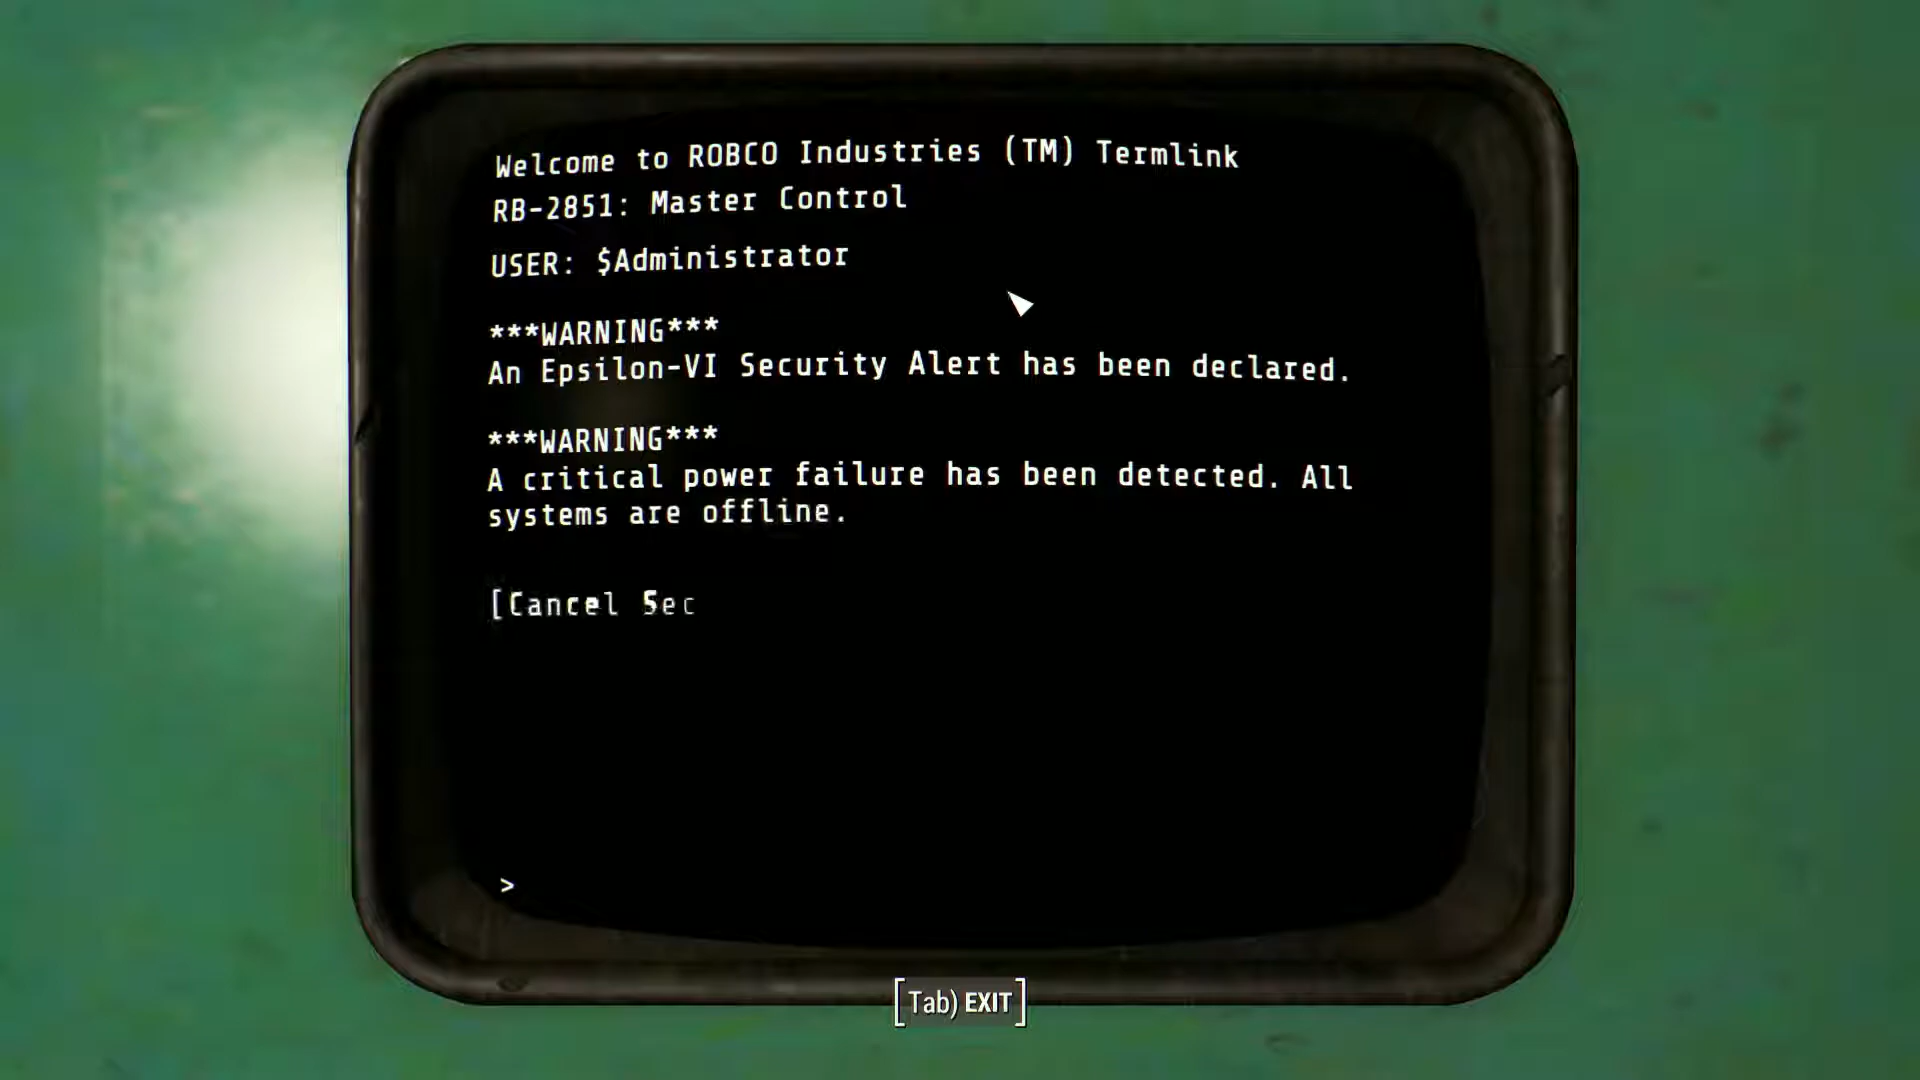 Welcome to ROBCO Industries (TM) Termlink
RB-2851: Master Control
USER: $Administrator
***WARNING***
An Epsilon-VI Security Alert has been declared.
***WARNING***
A critical power failure has been detected. All
systems are offline.
[Cancel Sec
>
[Tab) EXIT]